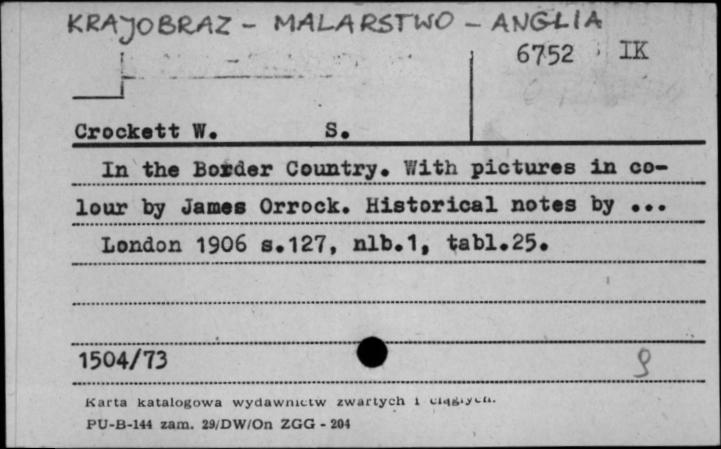 KRAJOBRAZ - MALARSTWO - ANGLIA
6752 IK
Crockett W. S.
In the Border Country. With pictures in co-
lour by James Orrock. Historical notes by ...
London 1906 s.127, nlb.1, tabl.25.
1504/73 9
Karta katalogowa wydawnictw zwartych i ciągłych.
PU-B-144 zam. 29/DW/On ZGG - 204